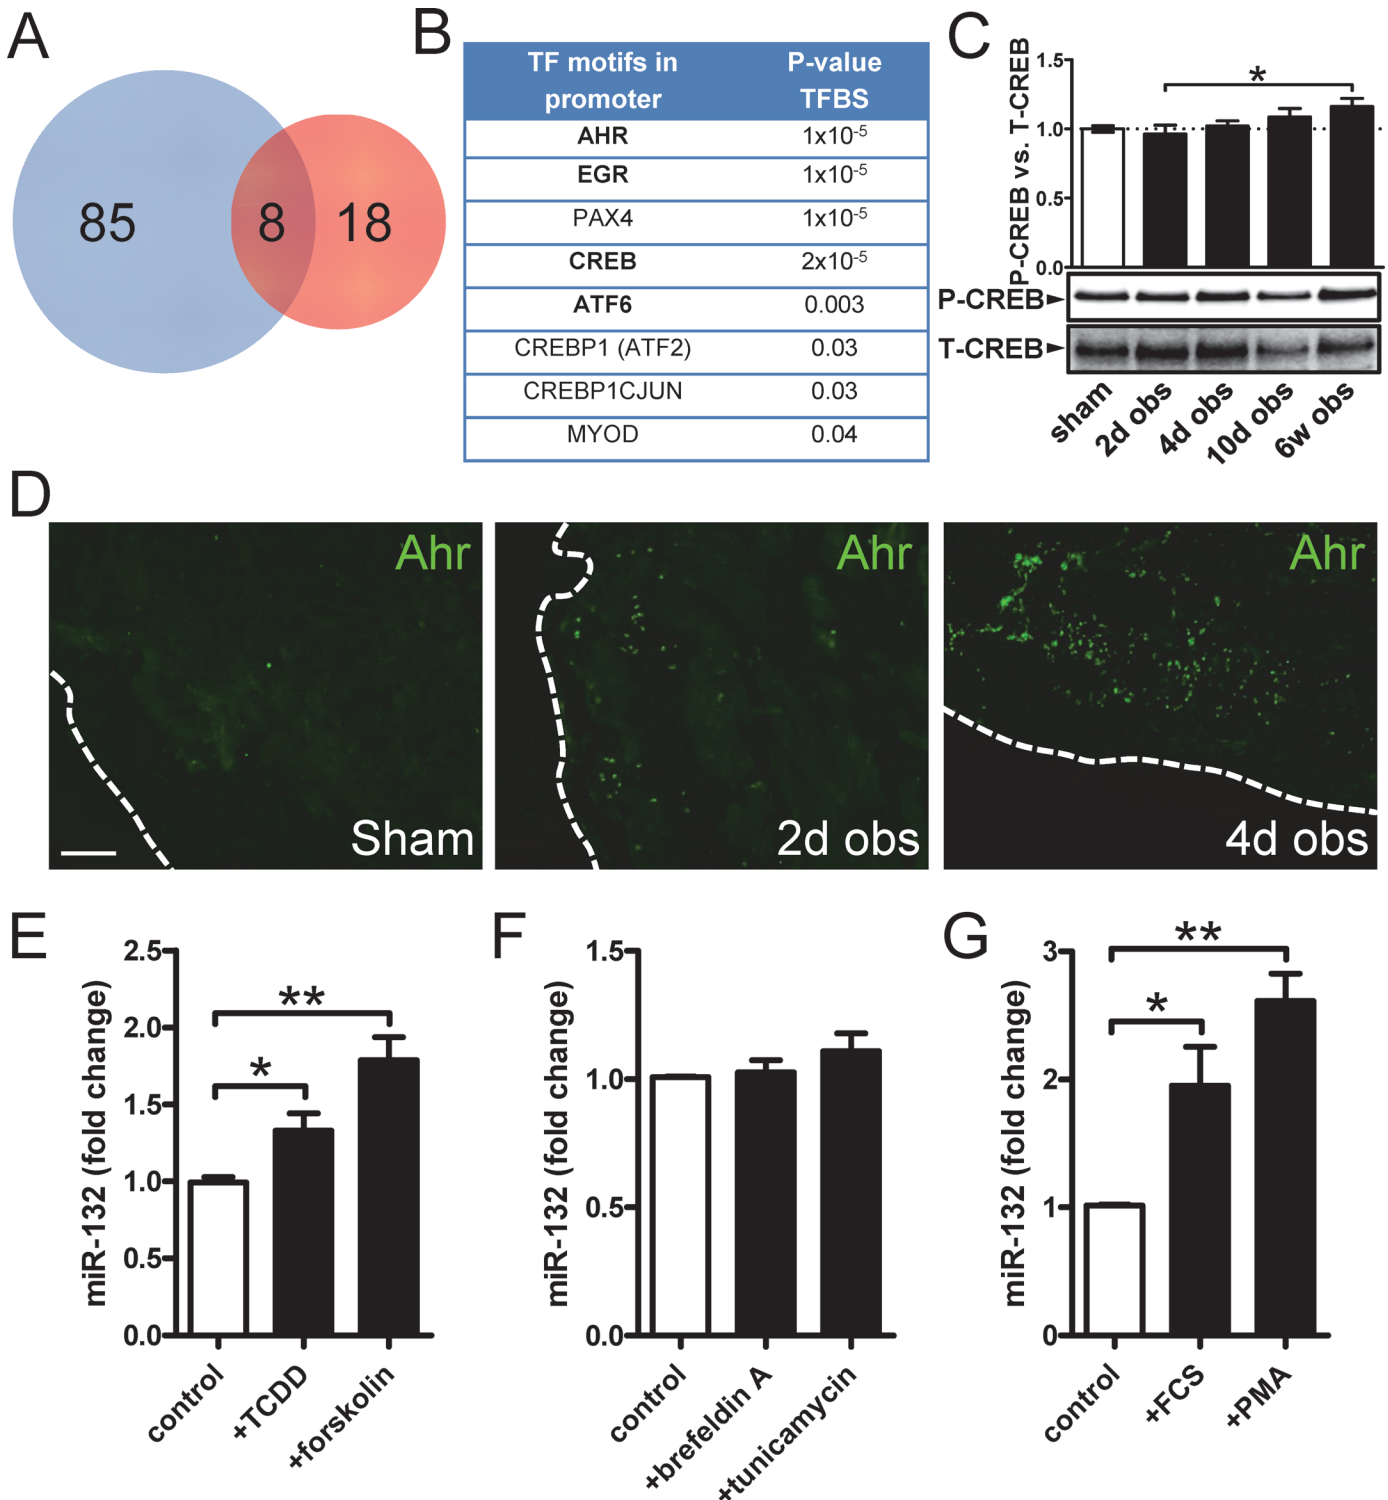 A
85
8
18
B
TF motifs in promoter
P-value TFBS
AHR 1x10-5
EGR 1x10-5
PAX4 1x10-5
CREB 2x10-5
ATF6 0.003
CREBP1 (ATF2) 0.03
CREBP1CJUN 0.03
MYOD 0.04
C
P-CREB vs. T-CREB
1.5
1.0
0.5
0.0
*
P-CREB
T-CREB
sham
2d obs
4d obs
10d obs
6w obs
D
Ahr
Sham
Ahr
2d obs
Ahr
4d obs
E
miR-132 (fold change)
2.5
2.0
1.5
1.0
0.5
0.0
**
*
control
+TCDD
+forskolin
F
miR-132 (fold change)
1.5
1.0
0.5
0.0
control
+brefeldin A
+tunicamycin
G
miR-132 (fold change)
3
2
1
0
**
*
control
+FCS
+PMA